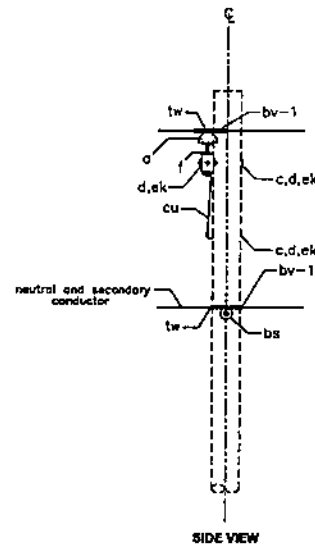 ℄
tw
bv-1
a
f
d,ek
c,d,ek
cu
c,d,ek
bv-1
neutral and secondary
conductor
tw
bs
SIDE VIEW